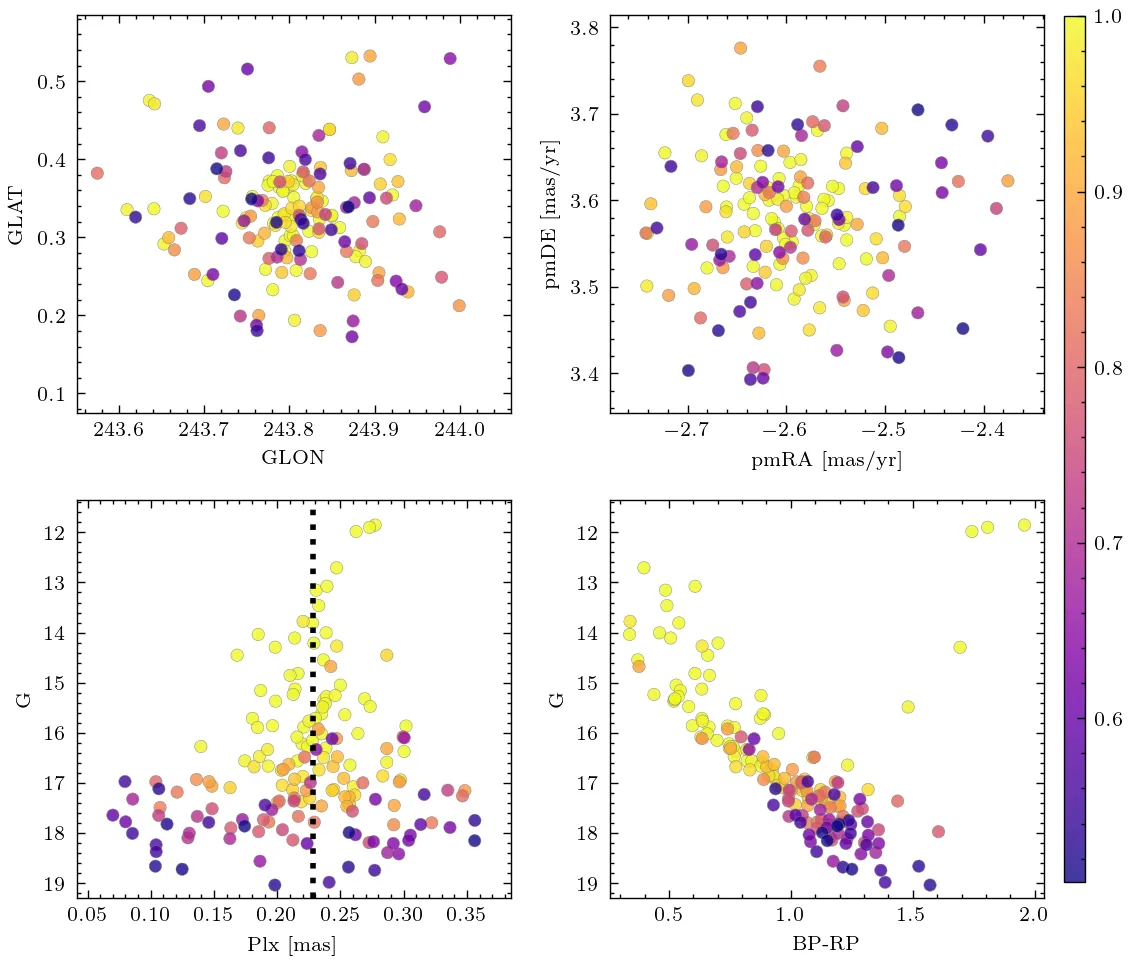 0.5
0.4
0.3
0.2
0.1
GLAT
243.6 243.7 243.8 243.9 244.0
GLON
3.8
3.7
3.6
3.5
3.4
pmDE [mas/yr]
−2.7 −2.6 −2.5 −2.4
pmRA [mas/yr]
1.0
0.9
0.8
0.7
0.6
12
13
14
15
16
17
18
19
G
0.05 0.10 0.15 0.20 0.25 0.30 0.35
Plx [mas]
12
13
14
15
16
17
18
19
G
0.5 1.0 1.5 2.0
BP-RP